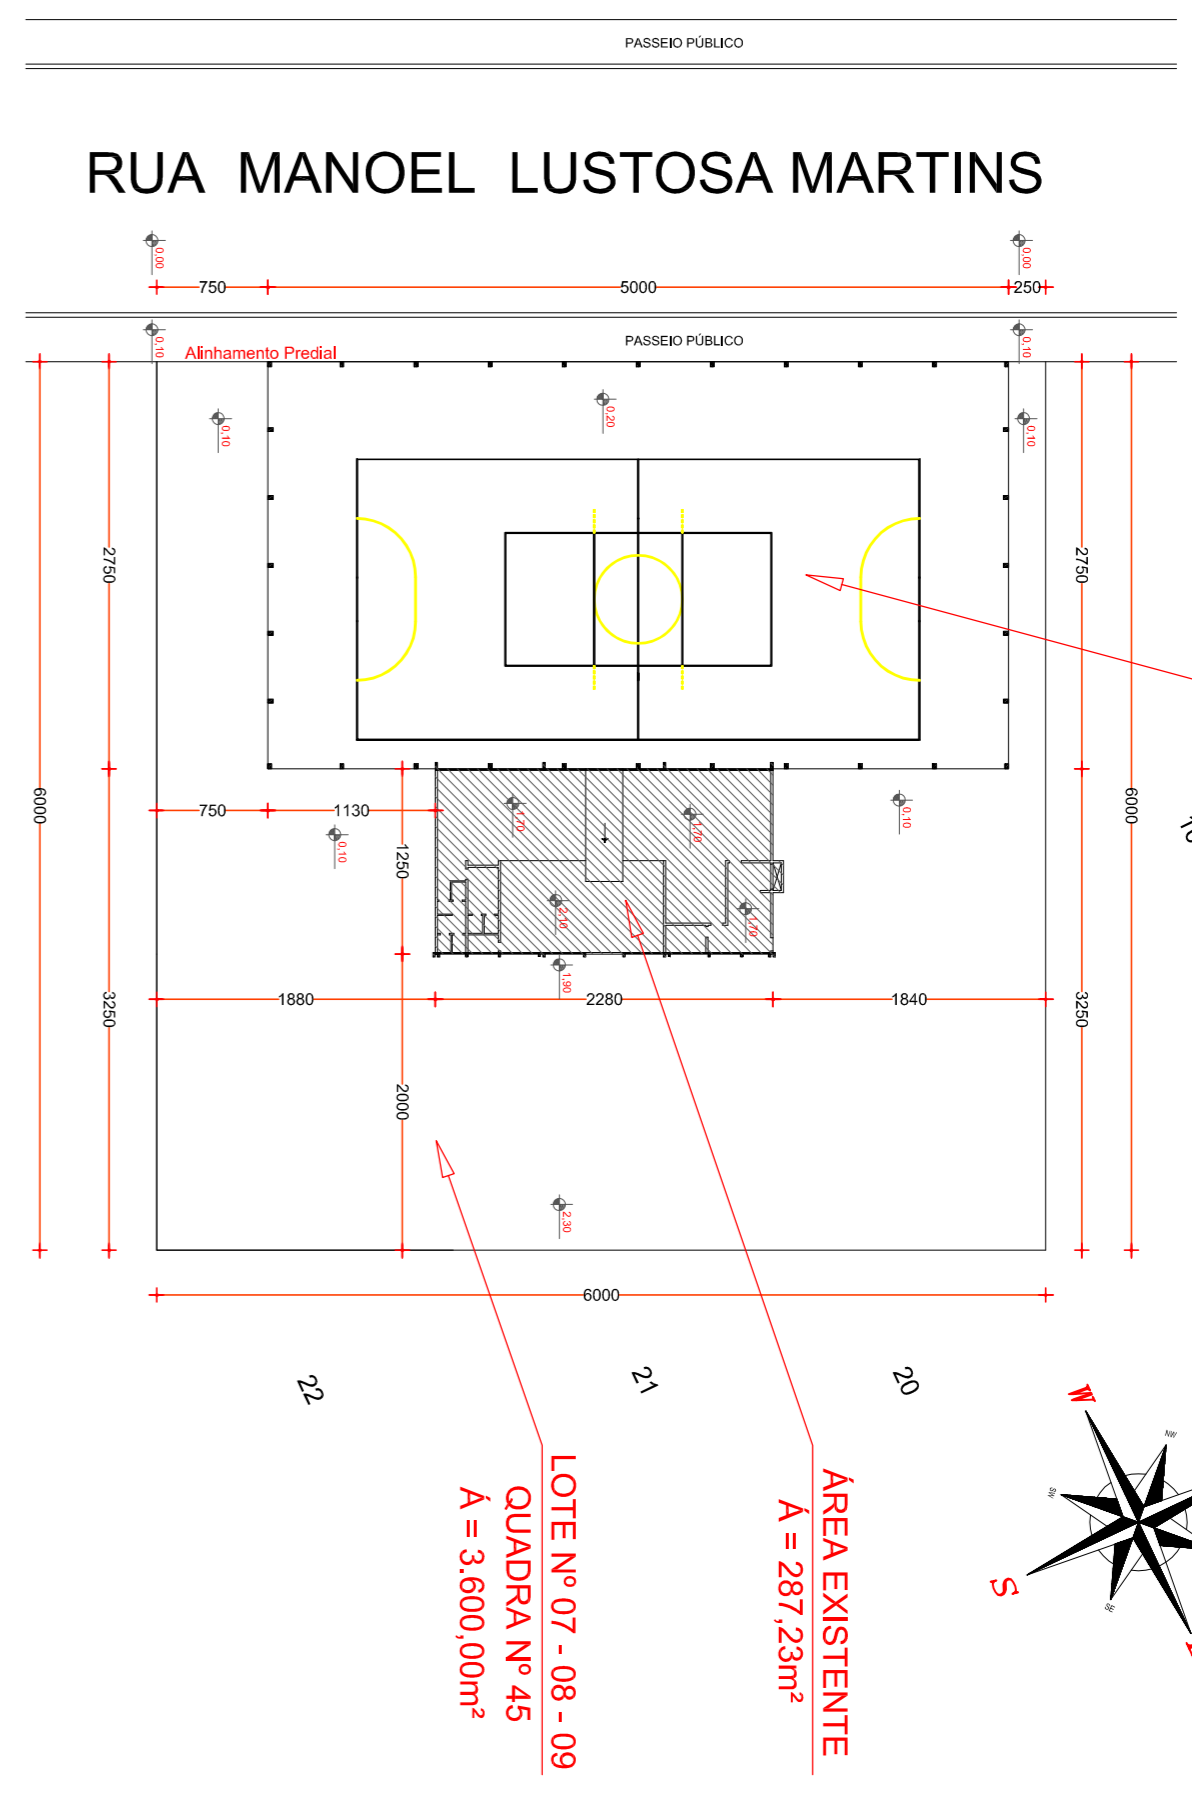 PASSEIO PÚBLICO
RUA MANOEL LUSTOSA MARTINS
0,00
0,00
750
5000
250
PASSEIO PÚBLICO
0,10
Alinhamento Predial
0,10
0,10
0,20
0,10
2750
2750
6000
6000
750
1130
1,70
1,70
0,10
0,10
1250
2,10
1,70
1,90
1880
2280
1840
3250
3250
2000
2,30
6000
22
21
20
LOTE Nº 07 - 08 - 09
QUADRA Nº 45
Á = 3.600,00m²
ÁREA EXISTENTE
Á = 287,23m²
W
NW
SW
S
SE